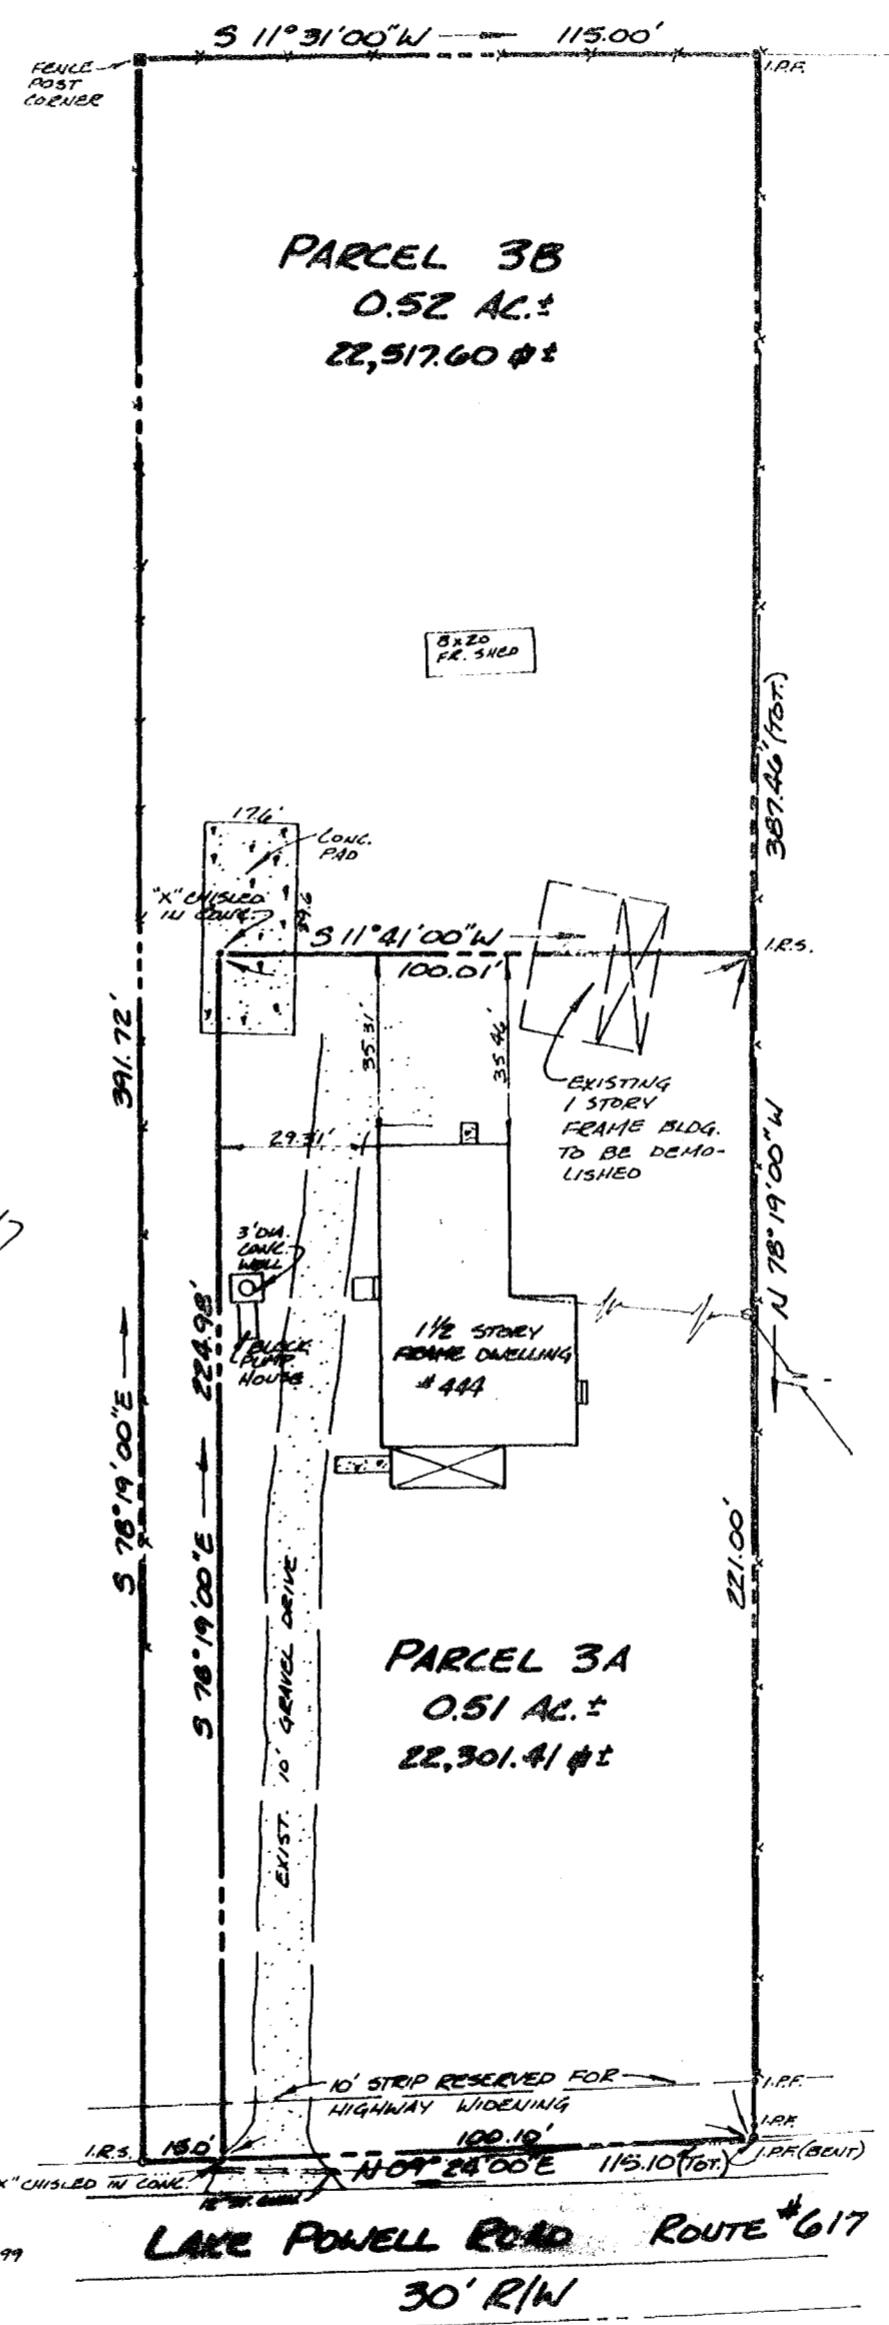 S 11°31'00"W 115.00'
FENCE
POST
CORNER
I.P.F.
PARCEL 3B
0.52 AC.±
22,517.60 ⌀±
8x20
FR. SHED
387.46' (TOT.)
17.6'
CONC.
PAD
"X" CHISLED
IN CONC.
39.6
S 11°41'00"W
100.01'
I.R.S.
391.72'
35.31'
35.46'
EXISTING
1 STORY
FRAME BLDG.
TO BE DEMO-
LISHED
29.31'
N 78°19'00"W
3' DIA.
CONC.
WELL
BLOCK
PUMP
HOUSE
1½ STORY
FRAME DWELLING
#444
S 78°19'00"E
224.98'
S 78°19'00"E
221.00'
EXIST. 10' GRAVEL DRIVE
PARCEL 3A
0.51 AC.±
22,301.41 ⌀±
10' STRIP RESERVED FOR
HIGHWAY WIDENING
I.P.F.
I.P.F.
I.R.S. 15.0'
100.10'
I.P.F. (BENT)
X" CHISLED IN CONC.
N 09°24'00"E 115.10 (TOT.)
99
LAKE POWELL ROAD ROUTE #617
30' R/W